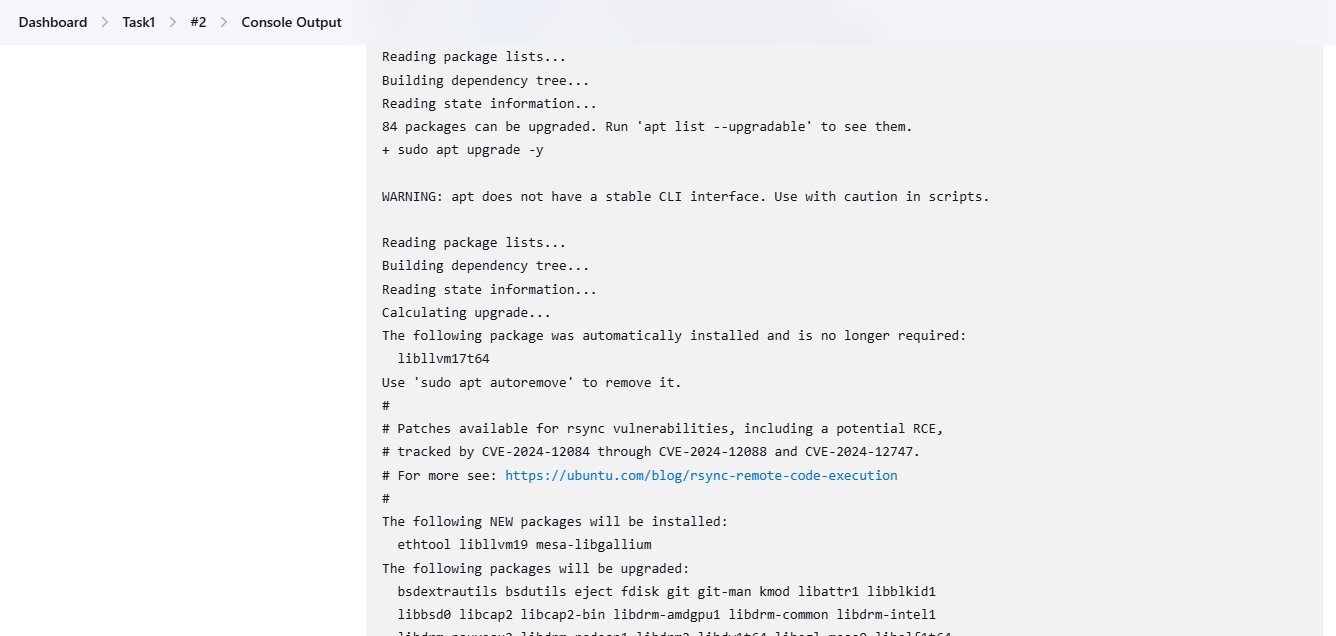 Dashboard > Task1 > #2 > Console Output
Reading package lists...
Building dependency tree...
Reading state information...
84 packages can be upgraded. Run 'apt list --upgradable' to see them.
+ sudo apt upgrade -y
WARNING: apt does not have a stable CLI interface. Use with caution in scripts.
Reading package lists...
Building dependency tree...
Reading state information...
Calculating upgrade...
The following package was automatically installed and is no longer required:
libllvm17t64
Use 'sudo apt autoremove' to remove it.
#
# Patches available for rsync vulnerabilities, including a potential RCE,
# tracked by CVE-2024-12084 through CVE-2024-12088 and CVE-2024-12747.
# For more see: https://ubuntu.com/blog/rsync-remote-code-execution
#
The following NEW packages will be installed:
ethtool libllvm19 mesa-libgallium
The following packages will be upgraded:
bsdextrautils bsdutils eject fdisk git git-man kmod libattr1 libblkid1
libbsd0 libcap2 libcap2-bin libdrm-amdgpu1 libdrm-common libdrm-intel1